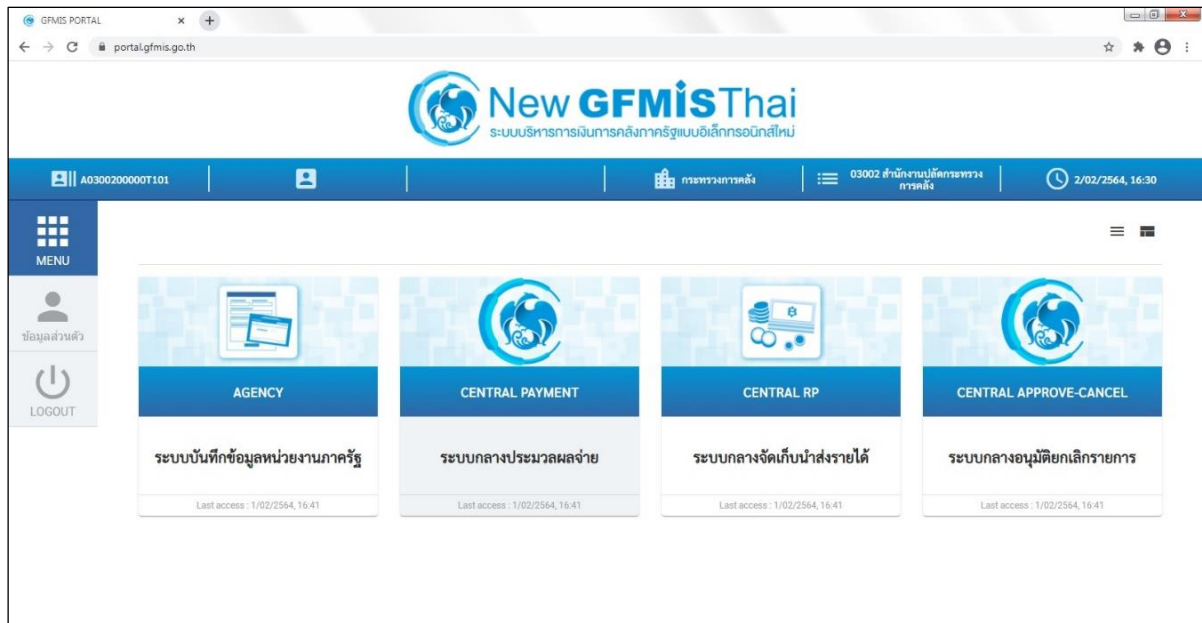 GFMIS PORTAL
portal.gfmis.go.th
New GFMISThai
ระบบบริหารการเงินการคลังภาครัฐแบบอิเล็กทรอนิกส์ใหม่
A0300200000T101
กระทรวงการคลัง
03002 สำนักงานปลัดกระทรวง
การคลัง
2/02/2564, 16:30
MENU
ข้อมูลส่วนตัว
LOGOUT
AGENCY
ระบบบันทึกข้อมูลหน่วยงานภาครัฐ
Last access : 1/02/2564, 16:41
CENTRAL PAYMENT
ระบบกลางประมวลผลจ่าย
Last access : 1/02/2564, 16:41
CENTRAL RP
ระบบกลางจัดเก็บนำส่งรายได้
Last access : 1/02/2564, 16:41
CENTRAL APPROVE-CANCEL
ระบบกลางอนุมัติยกเลิกรายการ
Last access : 1/02/2564, 16:41